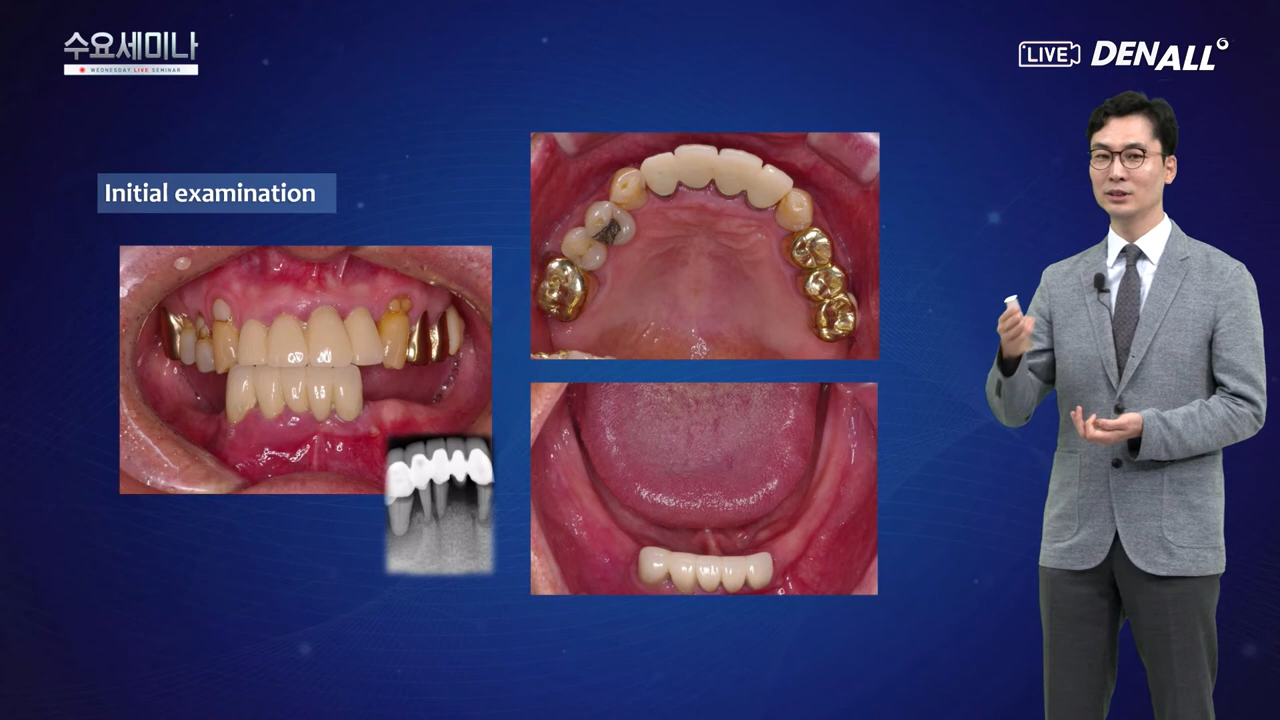 수요세미나
WEDNESDAY LIVE SEMINAR
LIVE
DENALL
Initial examination